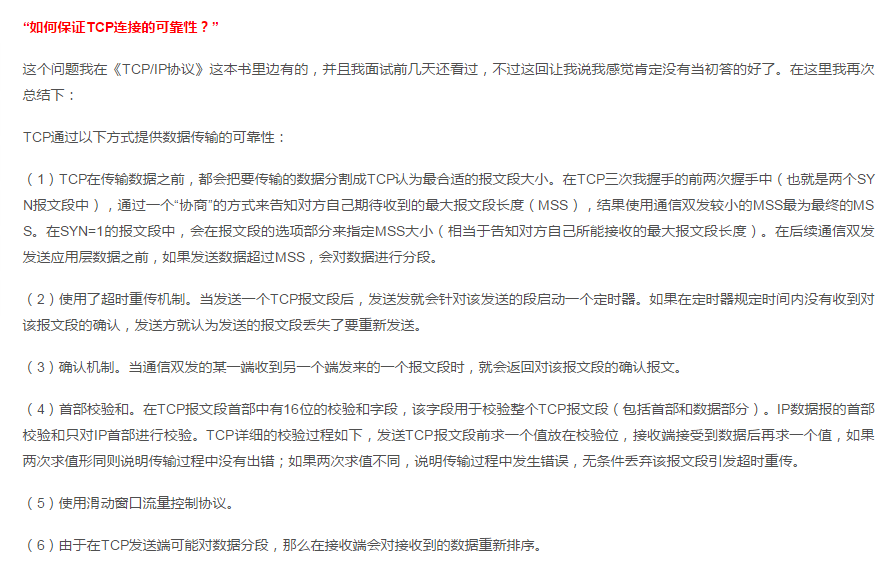 “如何保证TCP连接的可靠性？”
这个问题我在《TCP/IP协议》这本书里边有的，并且我面试前几天还看过，不过这回让我说我感觉肯定没有当初答的好了。在这里我再次
总结下：
TCP通过以下方式提供数据传输的可靠性：
（1）TCP在传输数据之前，都会把要传输的数据分割成TCP认为最合适的报文段大小。在TCP三次我握手的前两次握手中（也就是两个SY
N报文段中），通过一个“协商”的方式来告知对方自己期待收到的最大报文段长度（MSS），结果使用通信双发较小的MSS最为最终的MS
S。在SYN=1的报文段中，会在报文段的选项部分来指定MSS大小（相当于告知对方自己所能接收的最大报文段长度）。在后续通信双发
发送应用层数据之前，如果发送数据超过MSS，会对数据进行分段。
（2）使用了超时重传机制。当发送一个TCP报文段后，发送发就会针对该发送的段启动一个定时器。如果在定时器规定时间内没有收到对
该报文段的确认，发送方就认为发送的报文段丢失了要重新发送。
（3）确认机制。当通信双发的某一端收到另一个端发来的一个报文段时，就会返回对该报文段的确认报文。
（4）首部校验和。在TCP报文段首部中有16位的校验和字段，该字段用于校验整个TCP报文段（包括首部和数据部分）。IP数据报的首部
校验和只对IP首部进行校验。TCP详细的校验过程如下，发送TCP报文段前求一个值放在校验位，接收端接受到数据后再求一个值，如果
两次求值形同则说明传输过程中没有出错；如果两次求值不同，说明传输过程中发生错误，无条件丢弃该报文段引发超时重传。
（5）使用滑动窗口流量控制协议。
（6）由于在TCP发送端可能对数据分段，那么在接收端会对接收到的数据重新排序。